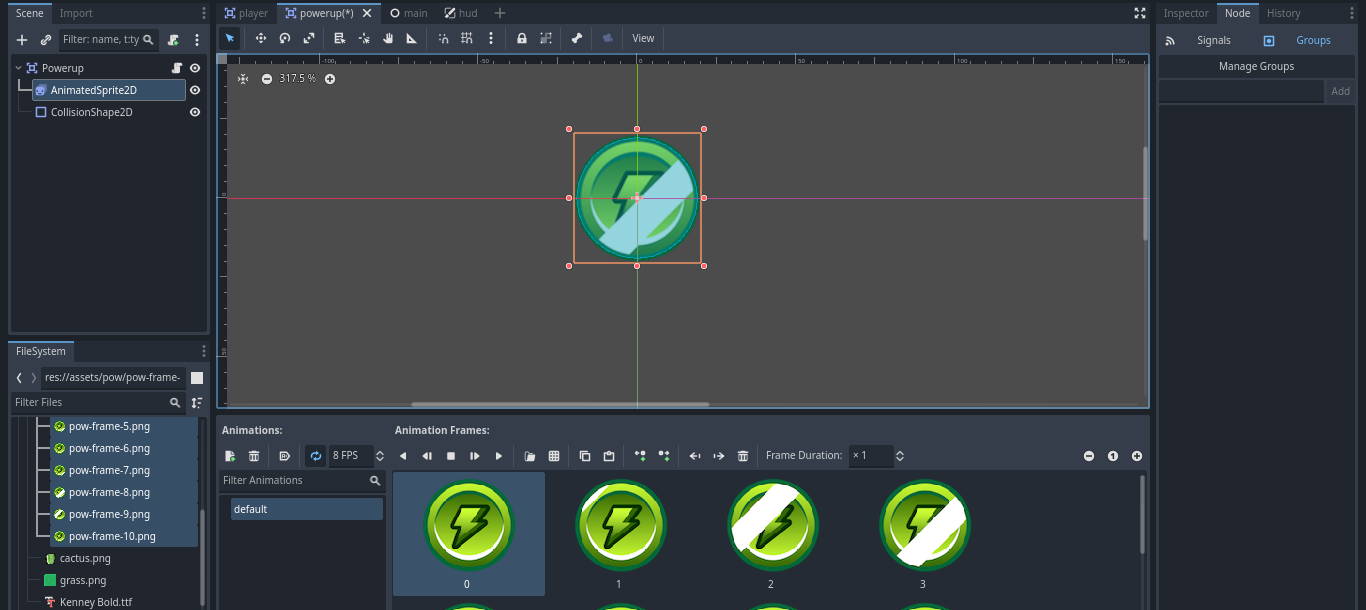 Scene Import
Filter: name, t:ty
Powerup
AnimatedSprite2D
CollisionShape2D
FileSystem
res://assets/pow/pow-frame-
Filter Files
pow-frame-5.png
pow-frame-6.png
pow-frame-7.png
pow-frame-8.png
pow-frame-9.png
pow-frame-10.png
cactus.png
grass.png
Kenney Bold.ttf
player powerup(*) main hud
View
-100 -50 0 50 100 150
317.5 %
0
50
Animations:
8 FPS
Filter Animations
default
Animation Frames:
Frame Duration: × 1
0 1 2 3
Inspector Node History
Signals Groups
Manage Groups
Add